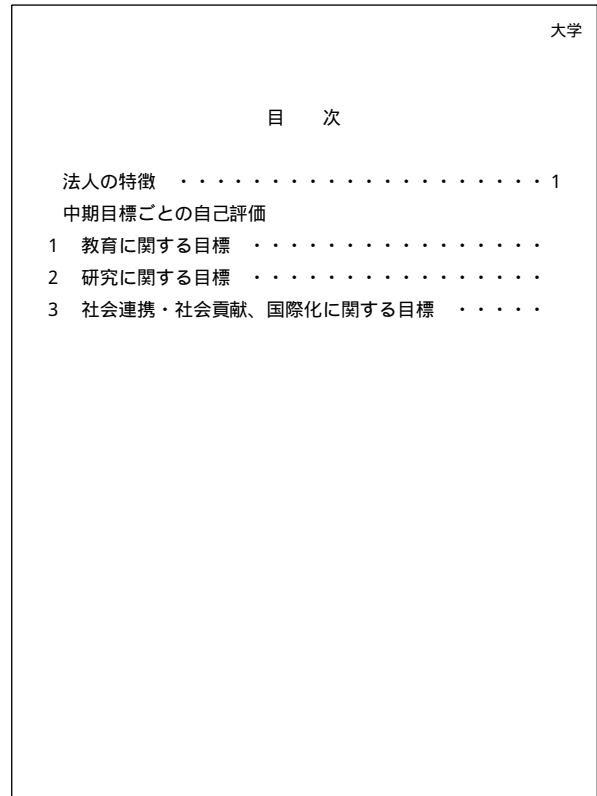 大学
目　　次
法人の特徴　・・・・・・・・・・・・・・・・・・・・1
中期目標ごとの自己評価
1　教育に関する目標　・・・・・・・・・・・・・・・・
2　研究に関する目標　・・・・・・・・・・・・・・・・
3　社会連携・社会貢献、国際化に関する目標　・・・・・